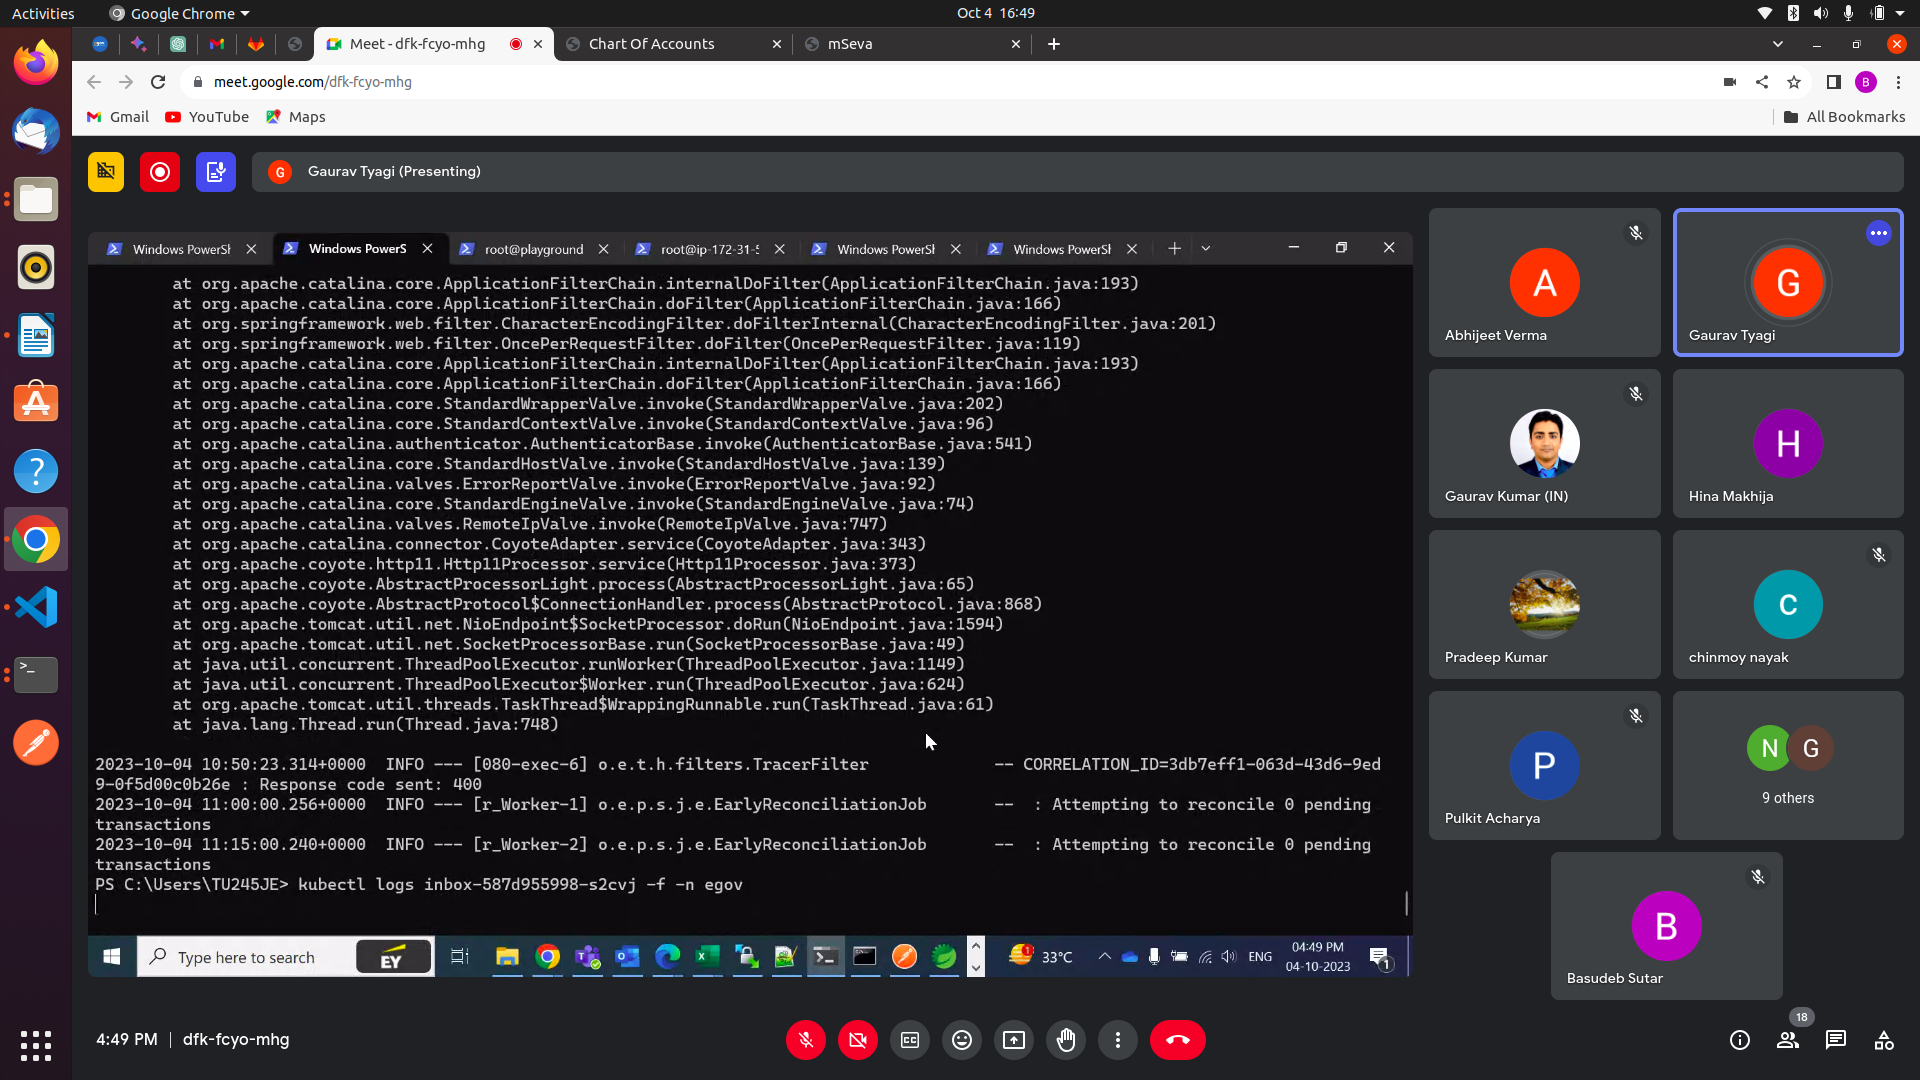 Activities
Google Chrome
Oct 4 16:49
Meet - dfk-fcyo-mhg
Chart Of Accounts
mSeva
meet.google.com/dfk-fcyo-mhg
B
Gmail
YouTube
Maps
All Bookmarks
G
Gaurav Tyagi (Presenting)
Windows PowerSh
Windows PowerS
root@playground
root@ip-172-31-5
Windows PowerSh
Windows PowerSh
at org.apache.catalina.core.ApplicationFilterChain.internalDoFilter(ApplicationFilterChain.java:193)
at org.apache.catalina.core.ApplicationFilterChain.doFilter(ApplicationFilterChain.java:166)
at org.springframework.web.filter.CharacterEncodingFilter.doFilterInternal(CharacterEncodingFilter.java:201)
at org.springframework.web.filter.OncePerRequestFilter.doFilter(OncePerRequestFilter.java:119)
at org.apache.catalina.core.ApplicationFilterChain.internalDoFilter(ApplicationFilterChain.java:193)
at org.apache.catalina.core.ApplicationFilterChain.doFilter(ApplicationFilterChain.java:166)
at org.apache.catalina.core.StandardWrapperValve.invoke(StandardWrapperValve.java:202)
at org.apache.catalina.core.StandardContextValve.invoke(StandardContextValve.java:96)
at org.apache.catalina.authenticator.AuthenticatorBase.invoke(AuthenticatorBase.java:541)
at org.apache.catalina.core.StandardHostValve.invoke(StandardHostValve.java:139)
at org.apache.catalina.valves.ErrorReportValve.invoke(ErrorReportValve.java:92)
at org.apache.catalina.core.StandardEngineValve.invoke(StandardEngineValve.java:74)
at org.apache.catalina.valves.RemoteIpValve.invoke(RemoteIpValve.java:747)
at org.apache.catalina.connector.CoyoteAdapter.service(CoyoteAdapter.java:343)
at org.apache.coyote.http11.Http11Processor.service(Http11Processor.java:373)
at org.apache.coyote.AbstractProcessorLight.process(AbstractProcessorLight.java:65)
at org.apache.coyote.AbstractProtocol$ConnectionHandler.process(AbstractProtocol.java:868)
at org.apache.tomcat.util.net.NioEndpoint$SocketProcessor.doRun(NioEndpoint.java:1594)
at org.apache.tomcat.util.net.SocketProcessorBase.run(SocketProcessorBase.java:49)
at java.util.concurrent.ThreadPoolExecutor.runWorker(ThreadPoolExecutor.java:1149)
at java.util.concurrent.ThreadPoolExecutor$Worker.run(ThreadPoolExecutor.java:624)
at org.apache.tomcat.util.threads.TaskThread$WrappingRunnable.run(TaskThread.java:61)
at java.lang.Thread.run(Thread.java:748)
2023-10-04 10:50:23.314+0000 INFO --- [080-exec-6] o.e.t.h.filters.TracerFilter -- CORRELATION_ID=3db7eff1-063d-43d6-9ed
9-0f5d00c0b26e : Response code sent: 400
2023-10-04 11:00:00.256+0000 INFO --- [r_Worker-1] o.e.p.s.j.e.EarlyReconciliationJob -- : Attempting to reconcile 0 pending
transactions
2023-10-04 11:15:00.240+0000 INFO --- [r_Worker-2] o.e.p.s.j.e.EarlyReconciliationJob -- : Attempting to reconcile 0 pending
transactions
PS C:\Users\TU245JE> kubectl logs inbox-587d955998-s2cvj -f -n egov
Type here to search
EY
1
33°C
ENG
04:49 PM
04-10-2023
1
A
Abhijeet Verma
G
Gaurav Tyagi
Gaurav Kumar (IN)
H
Hina Makhija
Pradeep Kumar
c
chinmoy nayak
P
Pulkit Acharya
N
G
9 others
B
Basudeb Sutar
4:49 PM | dfk-fcyo-mhg
18